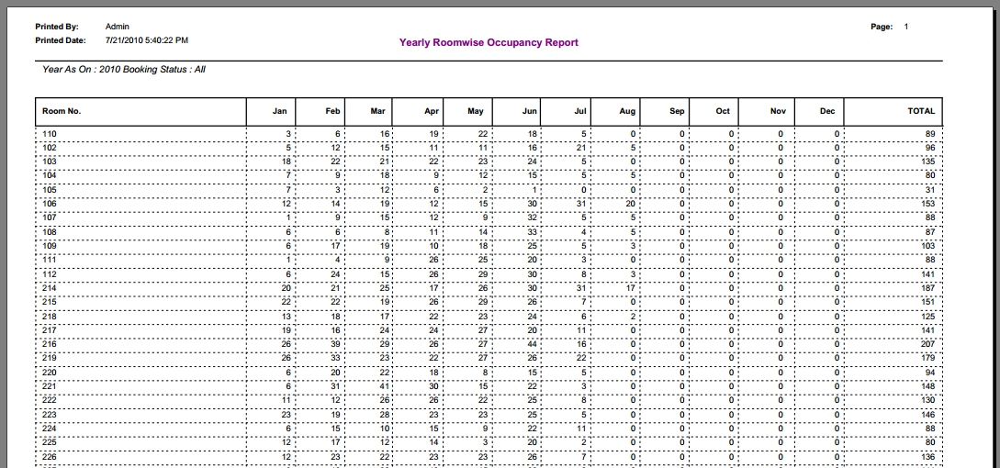 Printed By: Admin Page: 1
Printed Date: 7/21/2010 5:40:22 PM Yearly Roomwise Occupancy Report
Year As On : 2010 Booking Status : All
Room No. Jan Feb Mar Apr May Jun Jul Aug Sep Oct Nov Dec TOTAL
110 3 6 16 19 22 18 5 0 0 0 0 0 89
102 5 12 15 11 11 16 21 5 0 0 0 0 96
103 18 22 21 22 23 24 5 0 0 0 0 0 135
104 7 9 18 9 12 15 5 5 0 0 0 0 80
105 7 3 12 6 2 1 0 0 0 0 0 0 31
106 12 14 19 12 15 30 31 20 0 0 0 0 153
107 1 9 15 12 9 32 5 5 0 0 0 0 88
108 6 6 8 11 14 33 4 5 0 0 0 0 87
109 6 17 19 10 18 25 5 3 0 0 0 0 103
111 1 4 9 26 25 20 3 0 0 0 0 0 88
112 6 24 15 26 29 30 8 3 0 0 0 0 141
214 20 21 25 17 26 30 31 17 0 0 0 0 187
215 22 22 19 26 29 26 7 0 0 0 0 0 151
218 13 18 17 22 23 24 6 2 0 0 0 0 125
217 19 16 24 24 27 20 11 0 0 0 0 0 141
216 26 39 29 26 27 44 16 0 0 0 0 0 207
219 26 33 23 22 27 26 22 0 0 0 0 0 179
220 6 20 22 18 8 15 5 0 0 0 0 0 94
221 6 31 41 30 15 22 3 0 0 0 0 0 148
222 11 12 26 26 22 25 8 0 0 0 0 0 130
223 23 19 28 23 23 25 5 0 0 0 0 0 146
224 6 15 10 15 9 22 11 0 0 0 0 0 88
225 12 17 12 14 3 20 2 0 0 0 0 0 80
226 12 23 22 23 23 26 7 0 0 0 0 0 136